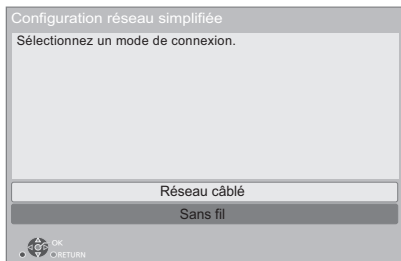 Configuration réseau simplifiée
Sélectionnez un mode de connexion.
Réseau câblé
Sans fil
OK
RETURN